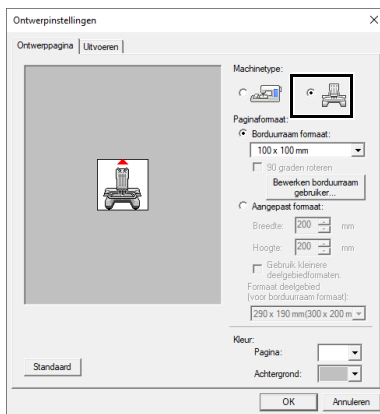 Ontwerpinstellingen
Ontwerppagina
Uitvoeren
Machinetype:
Paginaformaat:
Borduurraam formaat:
100 x 100 mm
90 graden roteren
Bewerken borduurraam
gebruiker...
Aangepast formaat:
Breedte: 200 mm
Hoogte: 200 mm
Gebruik kleinere
deelgebiedformaten.
Formaat deelgebied
(voor borduurraam formaat):
290 x 190 mm(300 x 200 m
Kleur:
Pagina:
Achtergrond:
Standaard
OK
Annuleren